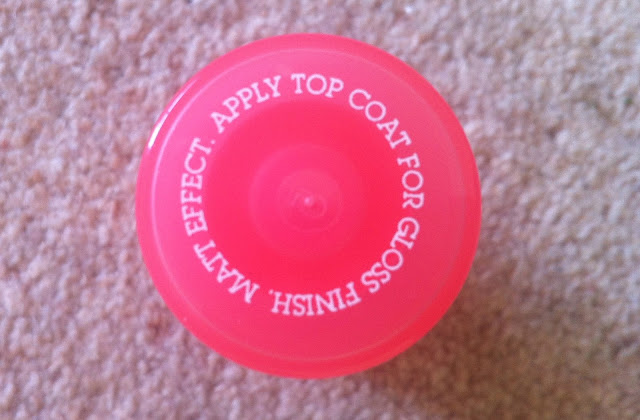 MATT EFFECT. APPLY TOP COAT FOR GLOSS FINISH.